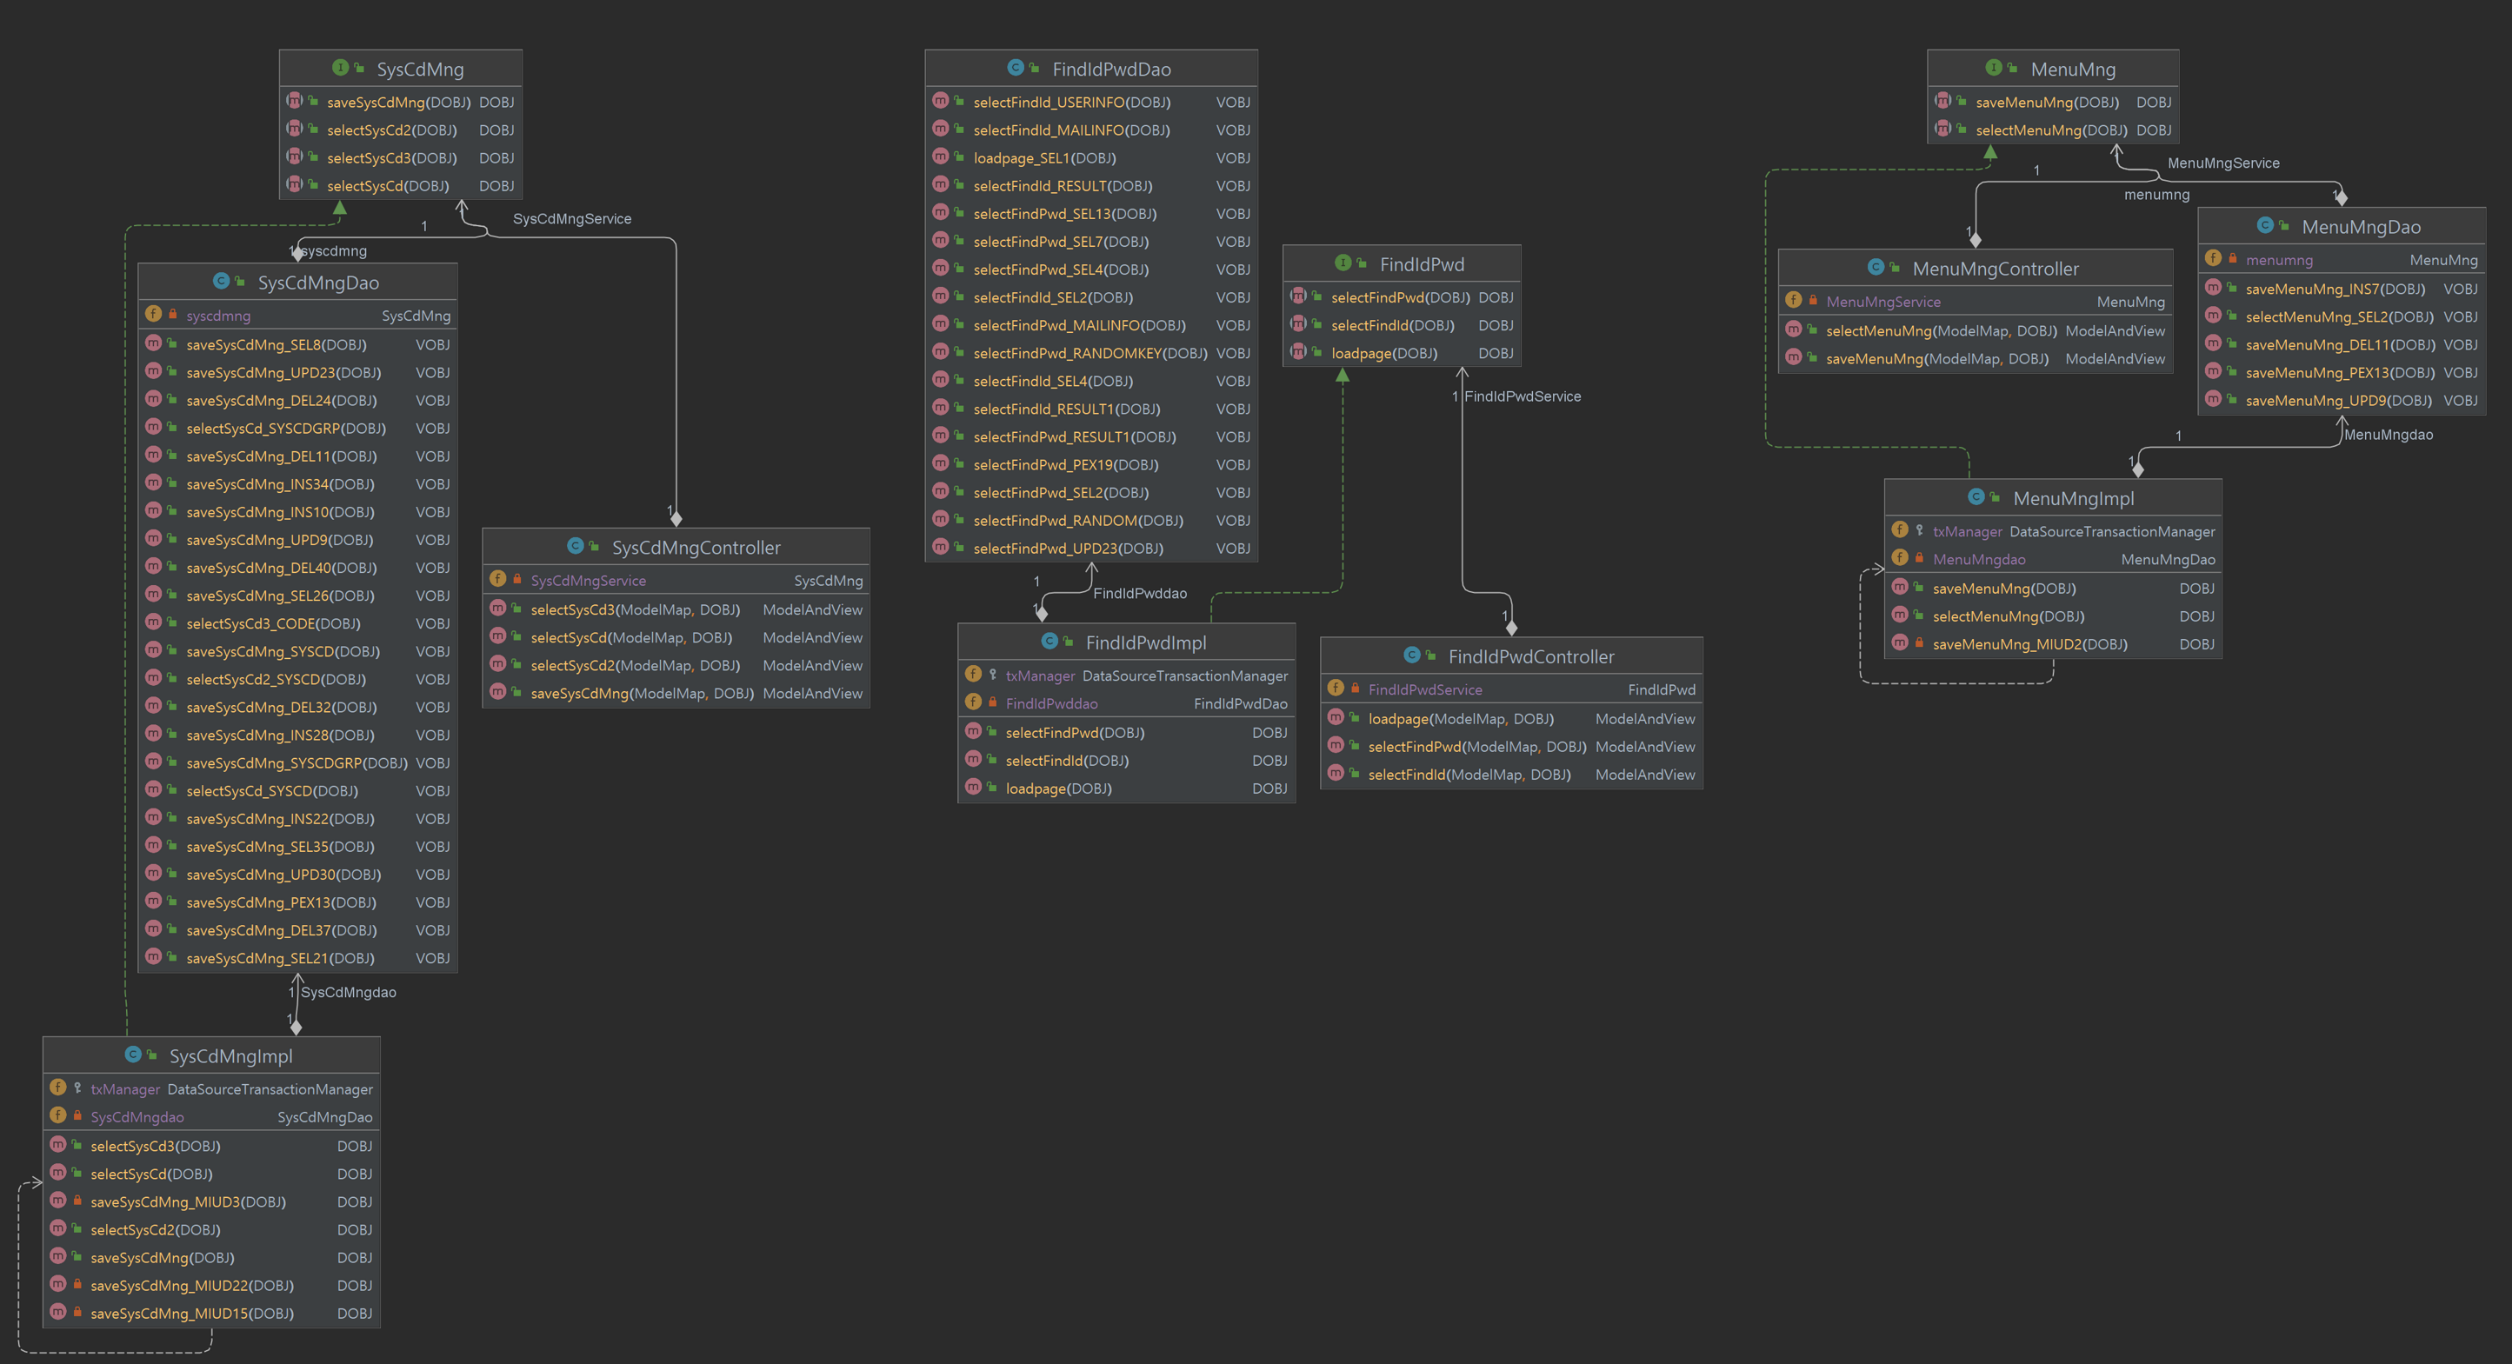 SysCdMng
saveSysCdMng(DOBJ) DOBJ
selectSysCd2(DOBJ) DOBJ
selectSysCd3(DOBJ) DOBJ
selectSysCd(DOBJ) DOBJ
1
SysCdMngService
1
1
syscdmng
SysCdMngDao
syscdmng SysCdMng
saveSysCdMng_SEL8(DOBJ) VOBJ
saveSysCdMng_UPD23(DOBJ) VOBJ
saveSysCdMng_DEL24(DOBJ) VOBJ
selectSysCd_SYSCDGRP(DOBJ) VOBJ
saveSysCdMng_DEL11(DOBJ) VOBJ
saveSysCdMng_INS34(DOBJ) VOBJ
saveSysCdMng_INS10(DOBJ) VOBJ
saveSysCdMng_UPD9(DOBJ) VOBJ
saveSysCdMng_DEL40(DOBJ) VOBJ
saveSysCdMng_SEL26(DOBJ) VOBJ
selectSysCd3_CODE(DOBJ) VOBJ
saveSysCdMng_SYSCD(DOBJ) VOBJ
selectSysCd2_SYSCD(DOBJ) VOBJ
saveSysCdMng_DEL32(DOBJ) VOBJ
saveSysCdMng_INS28(DOBJ) VOBJ
saveSysCdMng_SYSCDGRP(DOBJ) VOBJ
selectSysCd_SYSCD(DOBJ) VOBJ
saveSysCdMng_INS22(DOBJ) VOBJ
saveSysCdMng_SEL35(DOBJ) VOBJ
saveSysCdMng_UPD30(DOBJ) VOBJ
saveSysCdMng_PEX13(DOBJ) VOBJ
saveSysCdMng_DEL37(DOBJ) VOBJ
saveSysCdMng_SEL21(DOBJ) VOBJ
1 SysCdMngdao
1
SysCdMngImpl
txManager DataSourceTransactionManager
SysCdMngdao SysCdMngDao
selectSysCd3(DOBJ) DOBJ
selectSysCd(DOBJ) DOBJ
saveSysCdMng_MIUD3(DOBJ) DOBJ
selectSysCd2(DOBJ) DOBJ
saveSysCdMng(DOBJ) DOBJ
saveSysCdMng_MIUD22(DOBJ) DOBJ
saveSysCdMng_MIUD15(DOBJ) DOBJ
1
SysCdMngController
SysCdMngService SysCdMng
selectSysCd3(ModelMap, DOBJ) ModelAndView
selectSysCd(ModelMap, DOBJ) ModelAndView
selectSysCd2(ModelMap, DOBJ) ModelAndView
saveSysCdMng(ModelMap, DOBJ) ModelAndView
FindIdPwdDao
selectFindId_USERINFO(DOBJ) VOBJ
selectFindId_MAILINFO(DOBJ) VOBJ
loadpage_SEL1(DOBJ) VOBJ
selectFindId_RESULT(DOBJ) VOBJ
selectFindPwd_SEL13(DOBJ) VOBJ
selectFindPwd_SEL7(DOBJ) VOBJ
selectFindPwd_SEL4(DOBJ) VOBJ
selectFindId_SEL2(DOBJ) VOBJ
selectFindPwd_MAILINFO(DOBJ) VOBJ
selectFindPwd_RANDOMKEY(DOBJ) VOBJ
selectFindId_SEL4(DOBJ) VOBJ
selectFindId_RESULT1(DOBJ) VOBJ
selectFindPwd_RESULT1(DOBJ) VOBJ
selectFindPwd_PEX19(DOBJ) VOBJ
selectFindPwd_SEL2(DOBJ) VOBJ
selectFindPwd_RANDOM(DOBJ) VOBJ
selectFindPwd_UPD23(DOBJ) VOBJ
1
FindIdPwddao
1
FindIdPwdImpl
txManager DataSourceTransactionManager
FindIdPwddao FindIdPwdDao
selectFindPwd(DOBJ) DOBJ
selectFindId(DOBJ) DOBJ
loadpage(DOBJ) DOBJ
FindIdPwd
selectFindPwd(DOBJ) DOBJ
selectFindId(DOBJ) DOBJ
loadpage(DOBJ) DOBJ
1 FindIdPwdService
1
FindIdPwdController
FindIdPwdService FindIdPwd
loadpage(ModelMap, DOBJ) ModelAndView
selectFindPwd(ModelMap, DOBJ) ModelAndView
selectFindId(ModelMap, DOBJ) ModelAndView
MenuMng
saveMenuMng(DOBJ) DOBJ
selectMenuMng(DOBJ) DOBJ
1
1
MenuMngService
menumng
1
1
MenuMngController
MenuMngService MenuMng
selectMenuMng(ModelMap, DOBJ) ModelAndView
saveMenuMng(ModelMap, DOBJ) ModelAndView
MenuMngDao
menumng MenuMng
saveMenuMng_INS7(DOBJ) VOBJ
selectMenuMng_SEL2(DOBJ) VOBJ
saveMenuMng_DEL11(DOBJ) VOBJ
saveMenuMng_PEX13(DOBJ) VOBJ
saveMenuMng_UPD9(DOBJ) VOBJ
1
MenuMngdao
1
MenuMngImpl
txManager DataSourceTransactionManager
MenuMngdao MenuMngDao
saveMenuMng(DOBJ) DOBJ
selectMenuMng(DOBJ) DOBJ
saveMenuMng_MIUD2(DOBJ) DOBJ